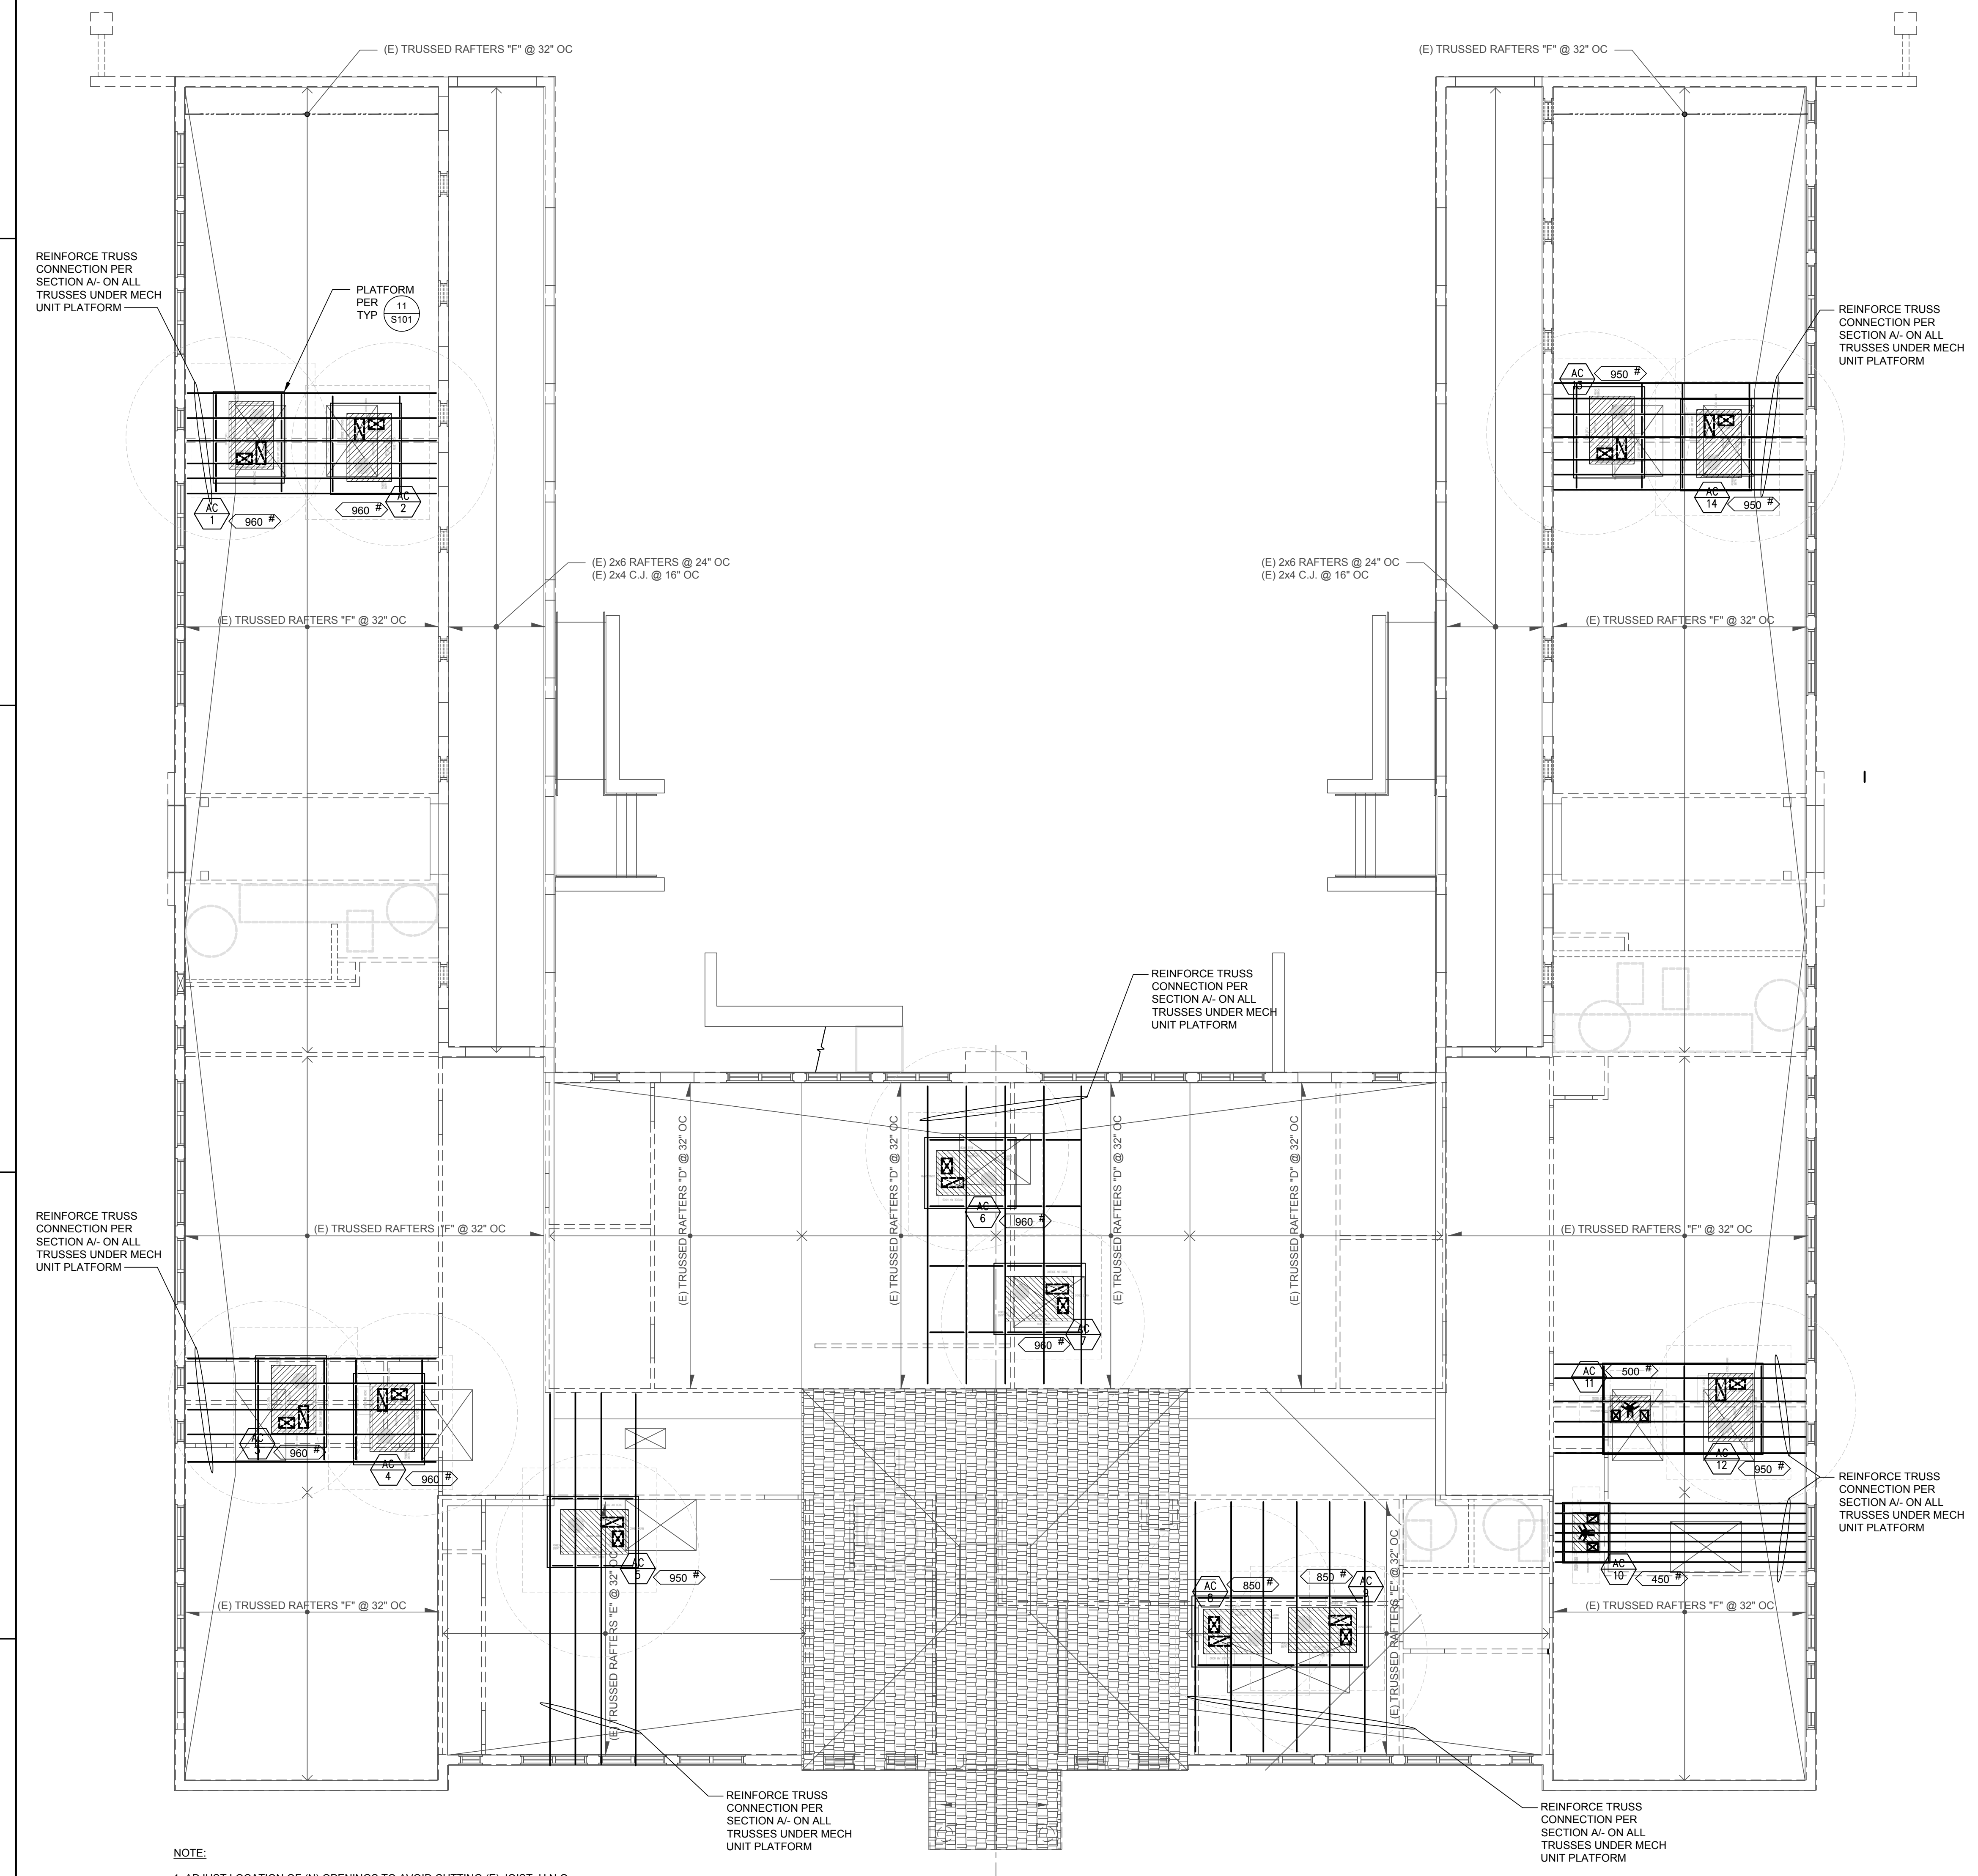 (E) TRUSSED RAFTERS "F" @ 32" OC
(E) TRUSSED RAFTERS "F" @ 32" OC
REINFORCE TRUSS
CONNECTION PER
SECTION A/- ON ALL
TRUSSES UNDER MECH
UNIT PLATFORM
PLATFORM
PER
TYP
11
S101
REINFORCE TRUSS
CONNECTION PER
SECTION A/- ON ALL
TRUSSES UNDER MECH
UNIT PLATFORM
AC
13
950 #
AC
1
960 #
960 #
AC
2
AC
14
950 #
(E) 2x6 RAFTERS @ 24" OC
(E) 2x4 C.J. @ 16" OC
(E) 2x6 RAFTERS @ 24" OC
(E) 2x4 C.J. @ 16" OC
(E) TRUSSED RAFTERS "F" @ 32" OC
(E) TRUSSED RAFTERS "F" @ 32" OC
REINFORCE TRUSS
CONNECTION PER
SECTION A/- ON ALL
TRUSSES UNDER MECH
UNIT PLATFORM
(E) TRUSSED RAFTERS "D" @ 32" OC
(E) TRUSSED RAFTERS "D" @ 32" OC
(E) TRUSSED RAFTERS "D" @ 32" OC
(E) TRUSSED RAFTERS "D" @ 32" OC
AC
6
960 #
REINFORCE TRUSS
CONNECTION PER
SECTION A/- ON ALL
TRUSSES UNDER MECH
UNIT PLATFORM
(E) TRUSSED RAFTERS "F" @ 32" OC
(E) TRUSSED RAFTERS "F" @ 32" OC
960 #
AC
7
AC
11
500 #
AC
3
960 #
AC
4
960 #
AC
12
950 #
REINFORCE TRUSS
CONNECTION PER
SECTION A/- ON ALL
TRUSSES UNDER MECH
UNIT PLATFORM
AC
5
950 #
AC
8
850 #
850 #
AC
9
AC
10
450 #
(E) TRUSSED RAFTERS "E" @ 32" OC
(E) TRUSSED RAFTERS "E" @ 32" OC
(E) TRUSSED RAFTERS "F" @ 32" OC
(E) TRUSSED RAFTERS "F" @ 32" OC
REINFORCE TRUSS
CONNECTION PER
SECTION A/- ON ALL
TRUSSES UNDER MECH
UNIT PLATFORM
REINFORCE TRUSS
CONNECTION PER
SECTION A/- ON ALL
TRUSSES UNDER MECH
UNIT PLATFORM
NOTE: